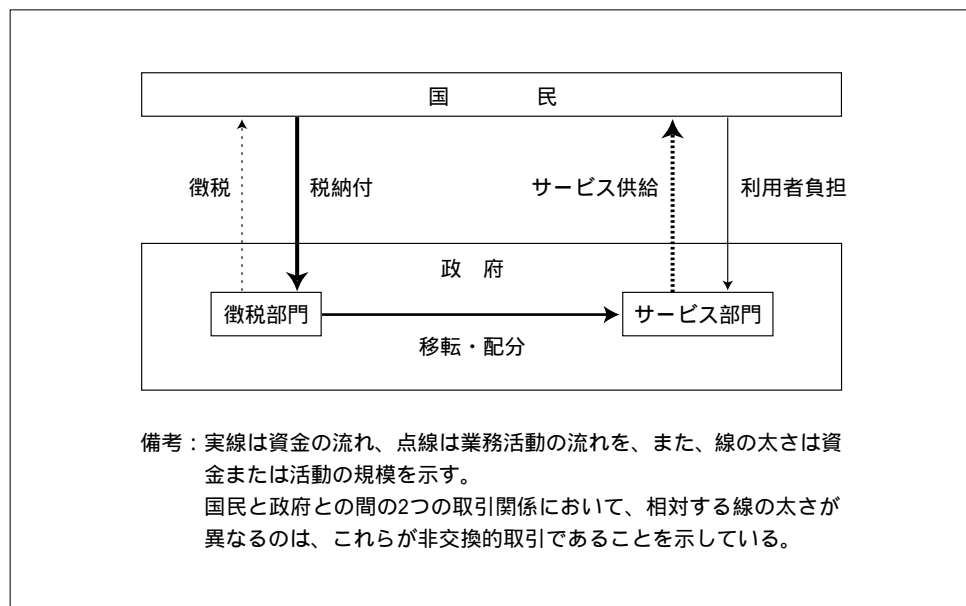 国　　　民
徴税
税納付
サービス供給
利用者負担
政　府
徴税部門
サービス部門
移転・配分
備考：実線は資金の流れ、点線は業務活動の流れを、また、線の太さは資
金または活動の規模を示す。
国民と政府との間の2つの取引関係において、相対する線の太さが
異なるのは、これらが非交換的取引であることを示している。